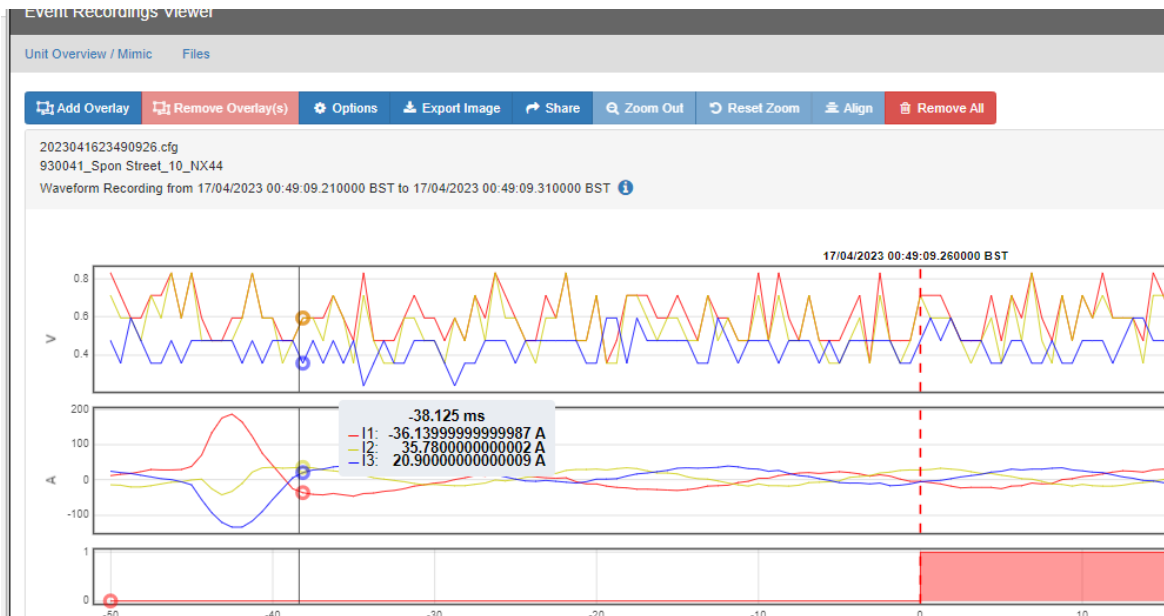 Event Recordings Viewer
Unit Overview / Mimic Files
Add Overlay Remove Overlay(s) Options Export Image Share Zoom Out Reset Zoom Align Remove All
2023041623490926.cfg
930041_Spon Street_10_NX44
Waveform Recording from 17/04/2023 00:49:09.210000 BST to 17/04/2023 00:49:09.310000 BST
17/04/2023 00:49:09.260000 BST
0.8
0.6
V
0.4
200
-38.125 ms
I1: -36.13999999999987 A
100
I2: 35.7800000000002 A
I3: 20.90000000000009 A
A
0
-100
1
0
-50 -40 -30 -20 -10 0 10